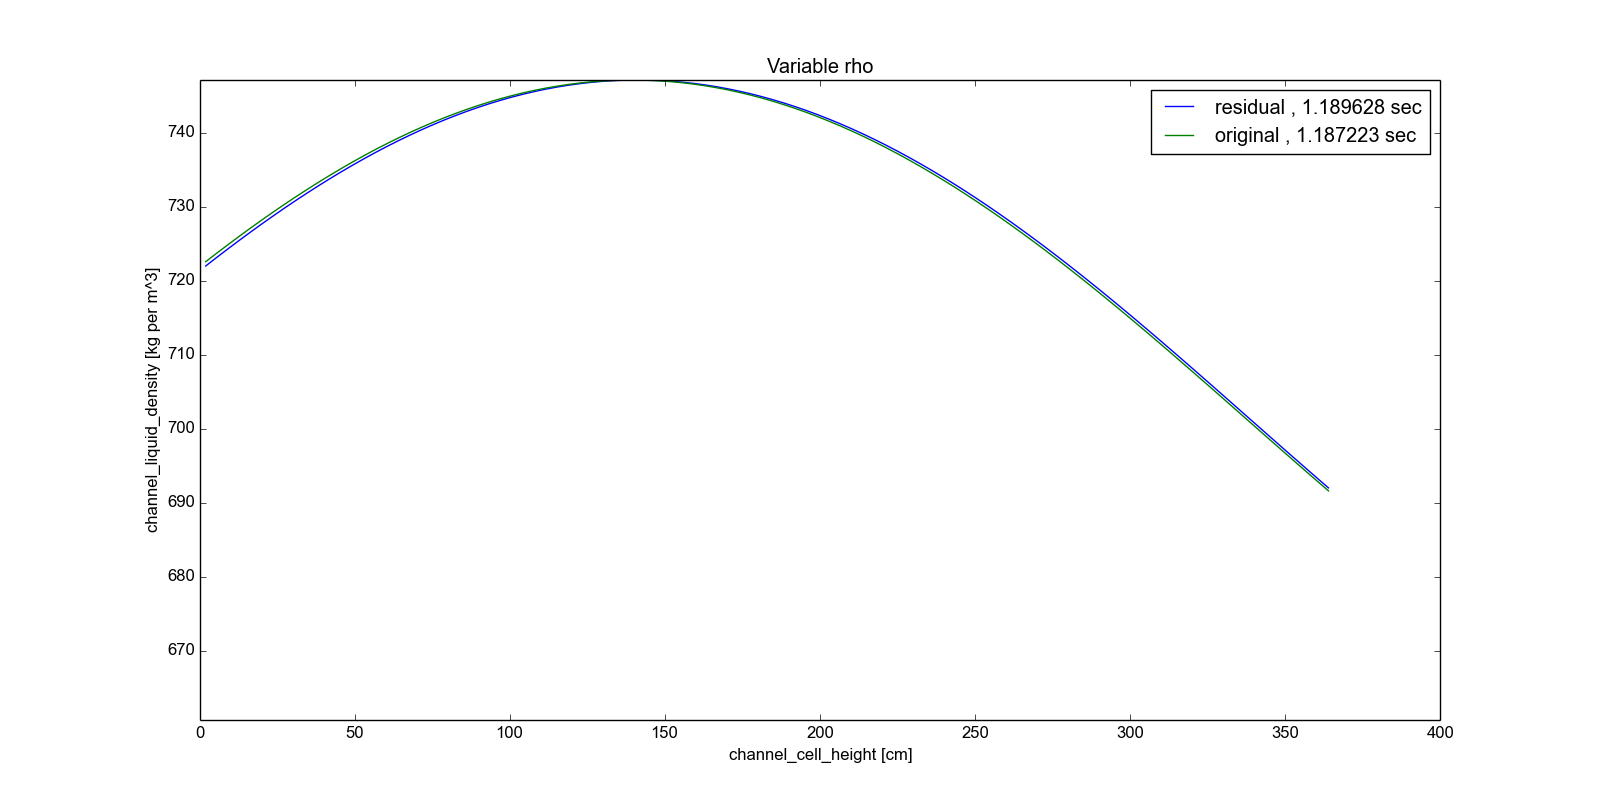 Variable rho
residual , 1.189628 sec
original , 1.187223 sec
channel_liquid_density [kg per m^3]
740
730
720
710
700
690
680
670
0 50 100 150 200 250 300 350 400
channel_cell_height [cm]